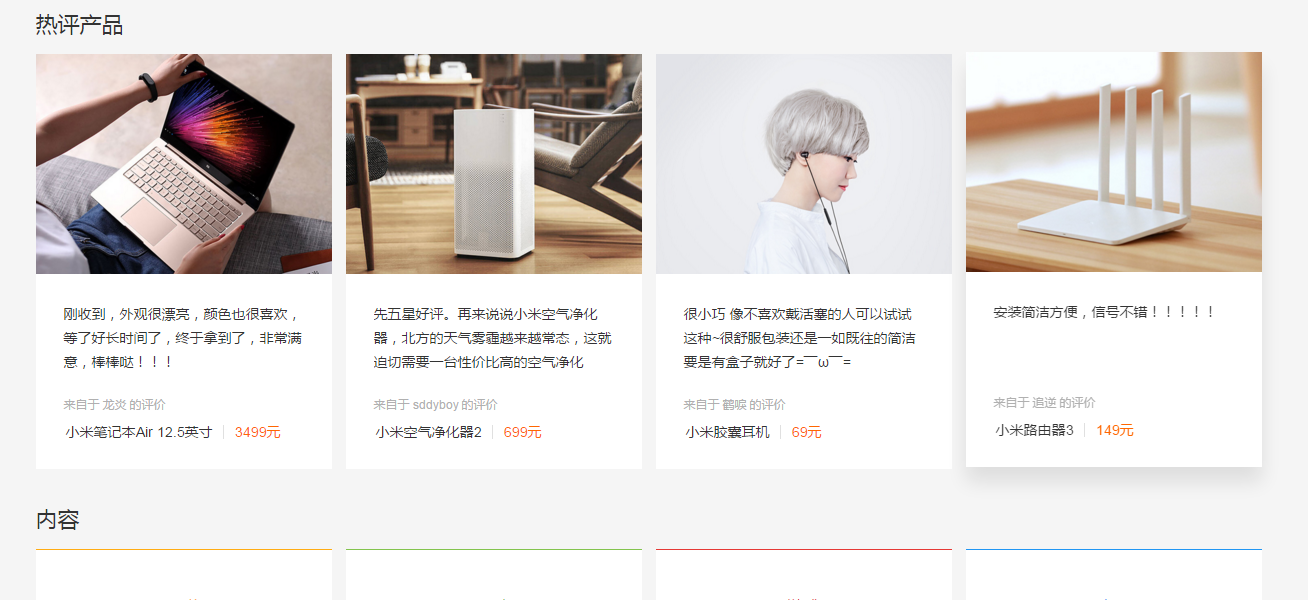 热评产品
刚收到，外观很漂亮，颜色也很喜欢，
等了好长时间了，终于拿到了，非常满
意，棒棒哒！！！
来自于 龙炎 的评价
小米笔记本Air 12.5英寸 3499元
先五星好评。再来说说小米空气净化
器，北方的天气雾霾越来越常态，这就
迫切需要一台性价比高的空气净化
来自于 sddyboy 的评价
小米空气净化器2 699元
很小巧 像不喜欢戴活塞的人可以试试
这种~很舒服包装还是一如既往的简洁
要是有盒子就好了=￣ω￣=
来自于 鹤唳 的评价
小米胶囊耳机 69元
安装简洁方便，信号不错！！！！！
来自于 追逆 的评价
小米路由器3 149元
内容